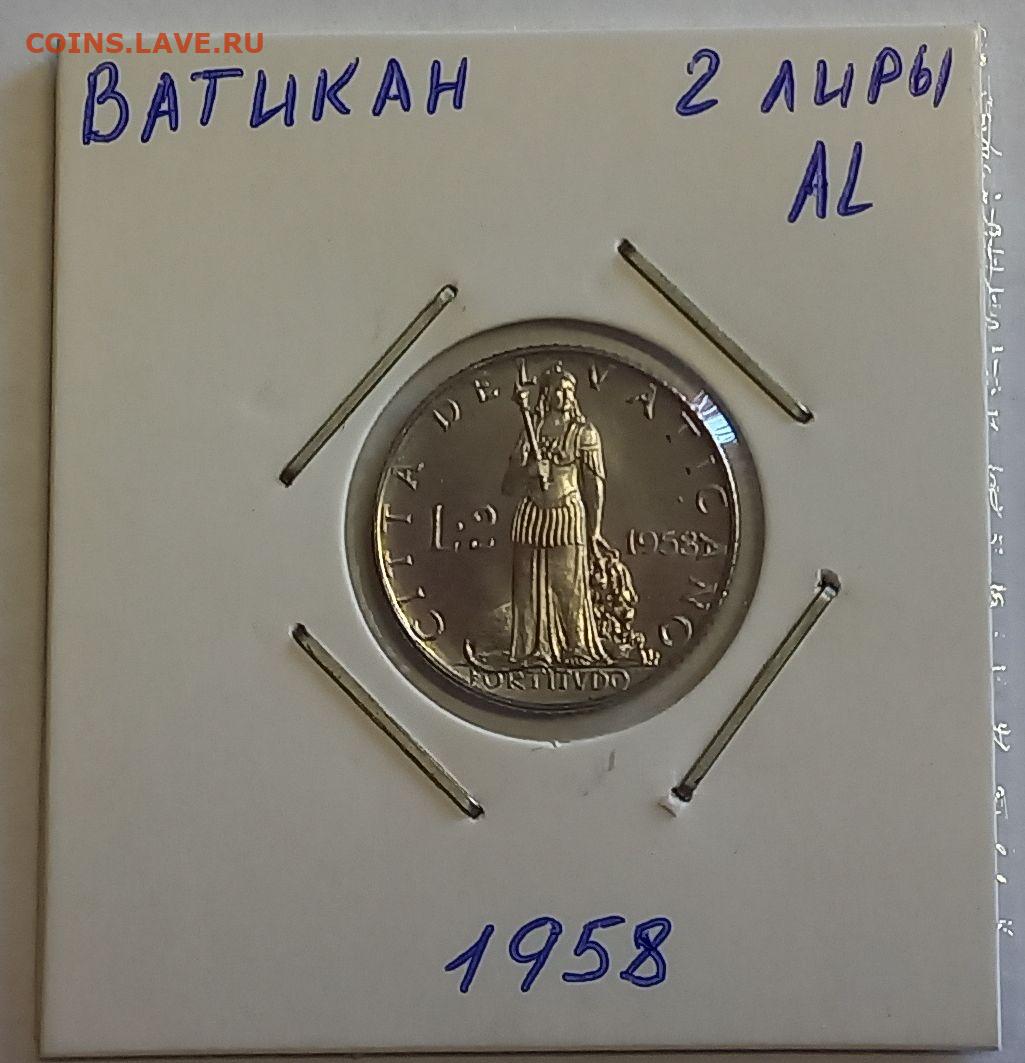 COINS.LAVE.RU
ВАТИКАН 2 ЛИРЫ
AL
CITTA DEL VATICANO
L:2 1958
FORTITVDO
1958